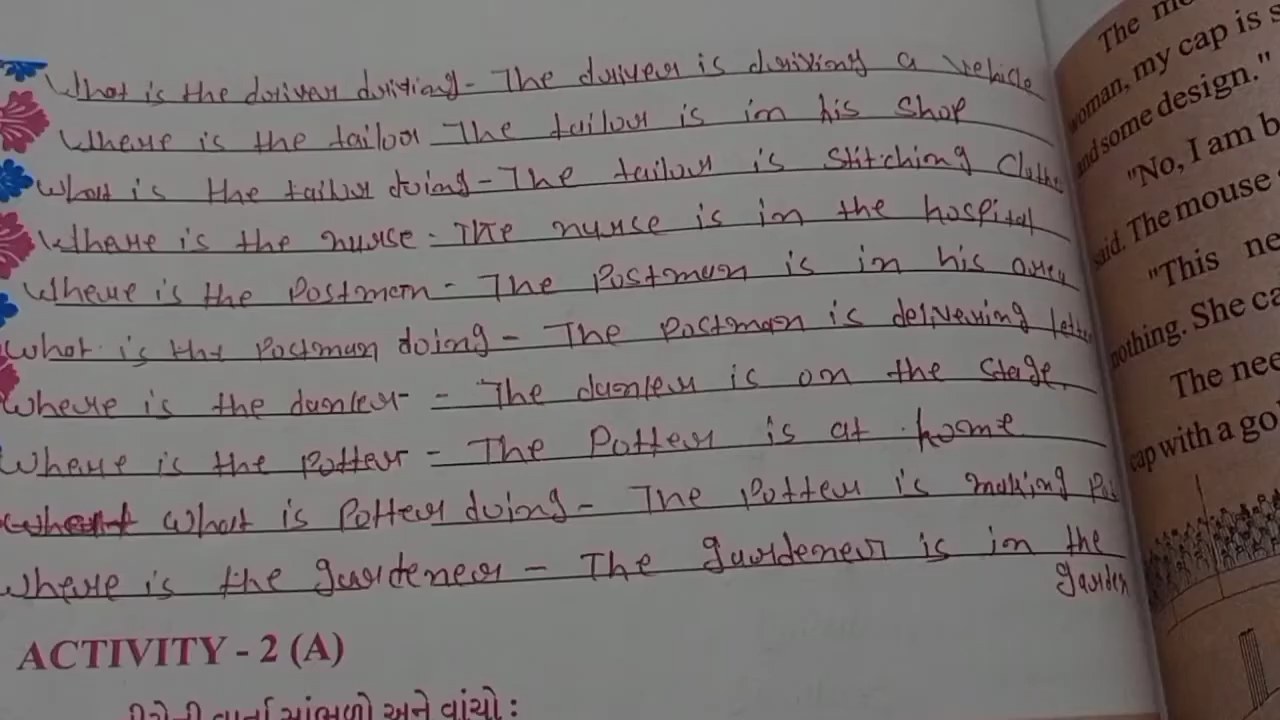 What is the driver driving - The driver is driving a vehicle
Where is the tailor The tailor is in his shop
What is the tailor doing - The tailor is stitching Clothe
Where is the nurse - The nurse is in the hospital
Where is the Postman - The Postman is in his area
What is the Postman doing - The Postman is delivering lette
Where is the dancer - The dancer is on the stage.
Where is the potter - The Potter is at home
What is Potter doing - The potter is making
Where is the gardener - The gardener is in the
garden
ACTIVITY - 2 (A)
વાર્તા સાંભળો અને વાંચો :
The
woman, my cap is
and some design."
"No, I am
said. The mouse
"This
nothing. She
The
cap with a